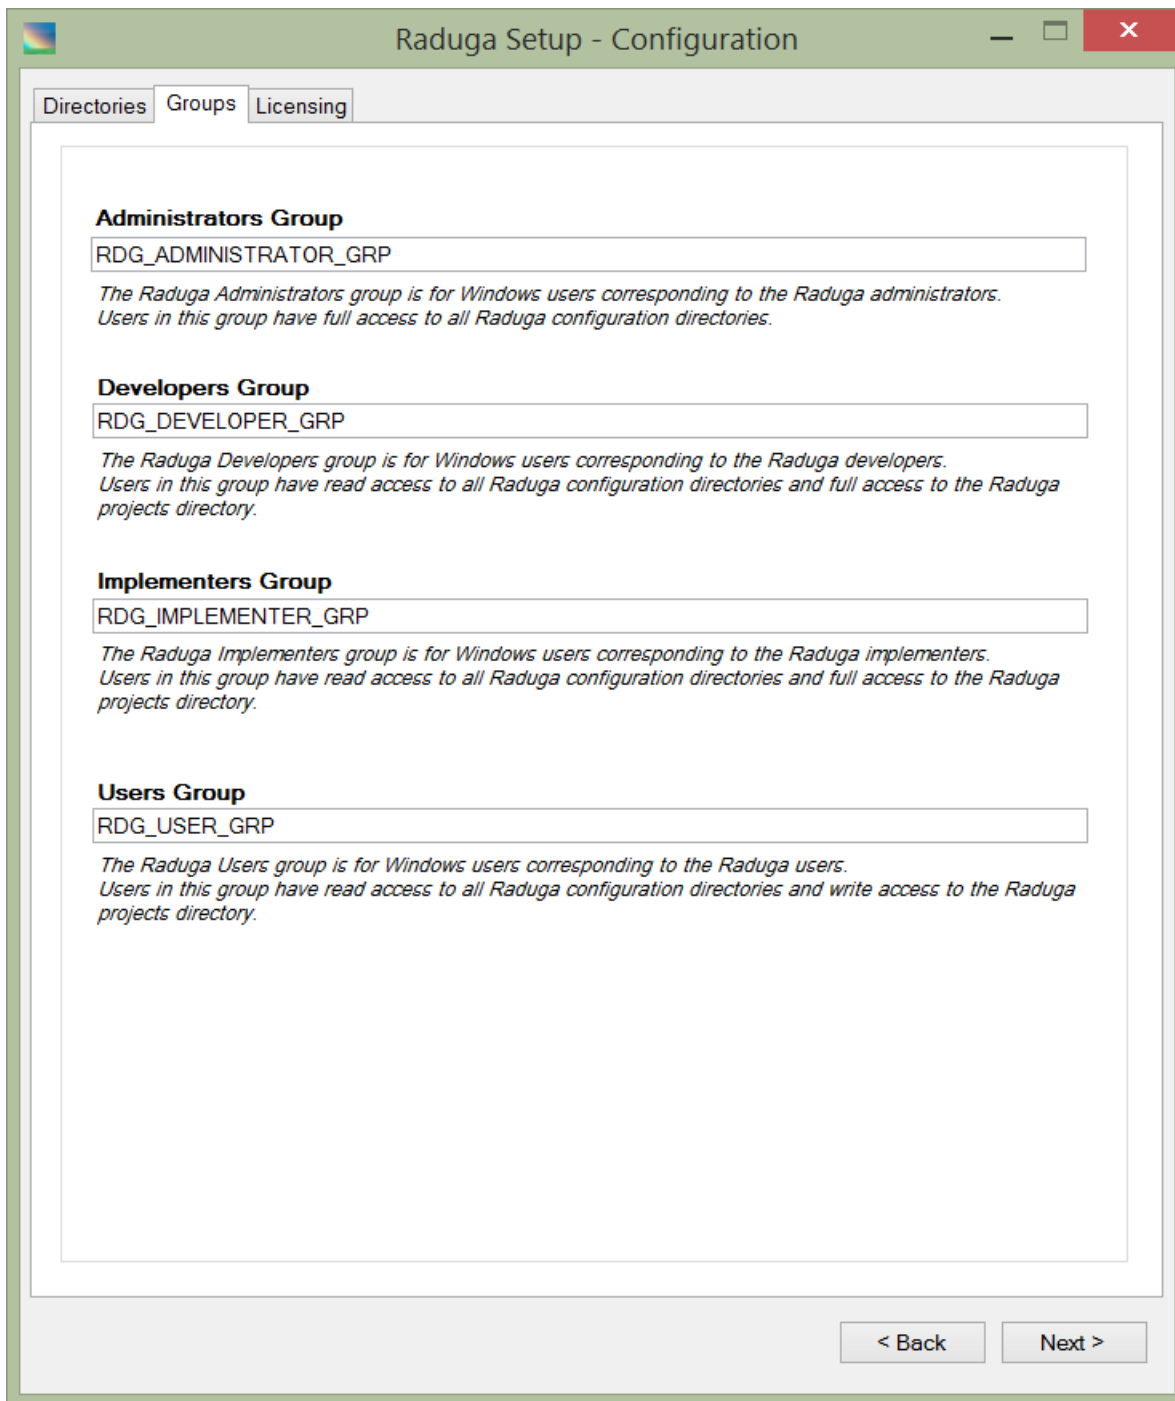 Raduga Setup - Configuration
Directories Groups Licensing
Administrators Group
RDG_ADMINISTRATOR_GRP
The Raduga Administrators group is for Windows users corresponding to the Raduga administrators.
Users in this group have full access to all Raduga configuration directories.
Developers Group
RDG_DEVELOPER_GRP
The Raduga Developers group is for Windows users corresponding to the Raduga developers.
Users in this group have read access to all Raduga configuration directories and full access to the Raduga
projects directory.
Implementers Group
RDG_IMPLEMENTER_GRP
The Raduga Implementers group is for Windows users corresponding to the Raduga implementers.
Users in this group have read access to all Raduga configuration directories and full access to the Raduga
projects directory.
Users Group
RDG_USER_GRP
The Raduga Users group is for Windows users corresponding to the Raduga users.
Users in this group have read access to all Raduga configuration directories and write access to the Raduga
projects directory.
< Back Next >